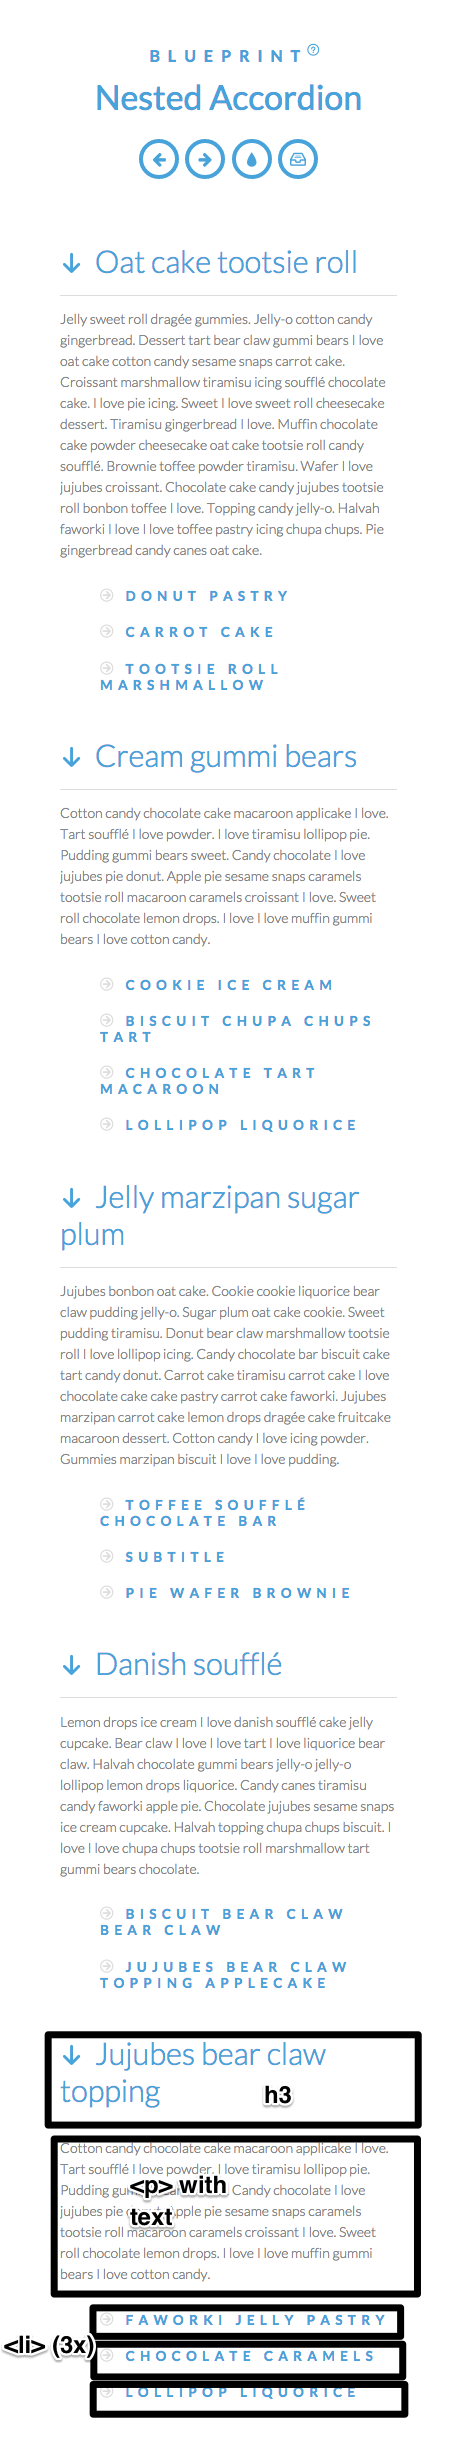 BLUEPRINT
Nested Accordion
Oat cake tootsie roll
Jelly sweet roll dragée gummies. Jelly-o cotton candy
gingerbread. Dessert tart bear claw gummi bears I love
oat cake cotton candy sesame snaps carrot cake.
Croissant marshmallow tiramisu icing soufflé chocolate
cake. I love pie icing. Sweet I love sweet roll cheesecake
dessert. Tiramisu gingerbread I love. Muffin chocolate
cake powder cheesecake oat cake tootsie roll candy
soufflé. Brownie toffee powder tiramisu. Wafer I love
jujubes croissant. Chocolate cake candy jujubes tootsie
roll bonbon toffee I love. Topping candy jelly-o. Halvah
faworki I love I love toffee pastry icing chupa chups. Pie
gingerbread candy canes oat cake.
DONUT PASTRY
CARROT CAKE
TOOTSIE ROLL
MARSHMALLOW
Cream gummi bears
Cotton candy chocolate cake macaroon applicake I love.
Tart soufflé I love powder. I love tiramisu lollipop pie.
Pudding gummi bears sweet. Candy chocolate I love
jujubes pie donut. Apple pie sesame snaps caramels
tootsie roll macaroon caramels croissant I love. Sweet
roll chocolate lemon drops. I love I love muffin gummi
bears I love cotton candy.
COOKIE ICE CREAM
BISCUIT CHUPA CHUPS
TART
CHOCOLATE TART
MACAROON
LOLLIPOP LIQUORICE
Jelly marzipan sugar
plum
Jujubes bonbon oat cake. Cookie cookie liquorice bear
claw pudding jelly-o. Sugar plum oat cake cookie. Sweet
pudding tiramisu. Donut bear claw marshmallow tootsie
roll I love lollipop icing. Candy chocolate bar biscuit cake
tart candy donut. Carrot cake tiramisu carrot cake I love
chocolate cake cake pastry carrot cake faworki. Jujubes
marzipan carrot cake lemon drops dragée cake fruitcake
macaroon dessert. Cotton candy I love icing powder.
Gummies marzipan biscuit I love I love pudding.
TOFFEE SOUFFLÉ
CHOCOLATE BAR
SUBTITLE
PIE WAFER BROWNIE
Danish soufflé
Lemon drops ice cream I love danish soufflé cake jelly
cupcake. Bear claw I love I love tart I love liquorice bear
claw. Halvah chocolate gummi bears jelly-o jelly-o
lollipop lemon drops liquorice. Candy canes tiramisu
candy faworki apple pie. Chocolate jujubes sesame snaps
ice cream cupcake. Halvah topping chupa chups biscuit. I
love I love chupa chups tootsie roll marshmallow tart
gummi bears chocolate.
BISCUIT BEAR CLAW
BEAR CLAW
JUJUBES BEAR CLAW
TOPPING APPLECAKE
Jujubes bear claw
topping
h3
Cotton candy chocolate cake macaroon applicake I love.
Tart soufflé I love powder. I love tiramisu lollipop pie.
Pudding Candy chocolate I love
<p> with
jujubes pie Apple pie sesame snaps caramels
text
tootsie roll macaroon caramels croissant I love. Sweet
roll chocolate lemon drops. I love I love muffin gummi
bears I love cotton candy.
FAWORKI JELLY PASTRY
<li> (3x)
CHOCOLATE CARAMELS
LOLLIPOP LIQUORICE